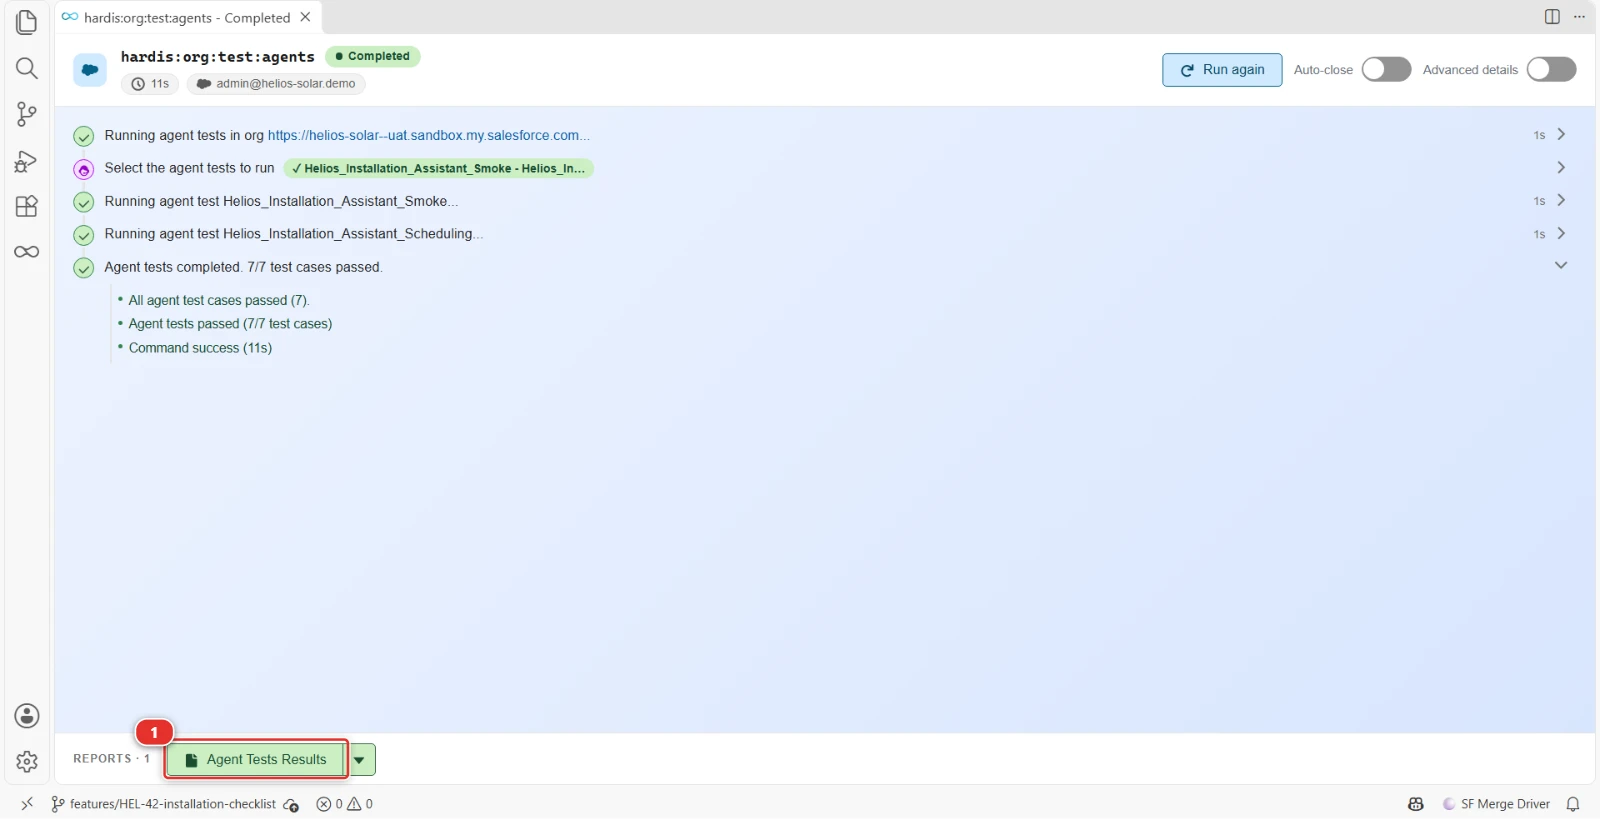 hardis:org:test:agents - Completed
hardis:org:test:agents
Completed
11s
admin@helios-solar.demo
Run again
Auto-close
Advanced details
Running agent tests in org https://helios-solar--uat.sandbox.my.salesforce.com...
1s
Select the agent tests to run
✓ Helios_Installation_Assistant_Smoke - Helios_In...
Running agent test Helios_Installation_Assistant_Smoke...
1s
Running agent test Helios_Installation_Assistant_Scheduling...
1s
Agent tests completed. 7/7 test cases passed.
• All agent test cases passed (7).
• Agent tests passed (7/7 test cases)
• Command success (11s)
1
REPORTS · 1
Agent Tests Results
features/HEL-42-installation-checklist
0
0
SF Merge Driver